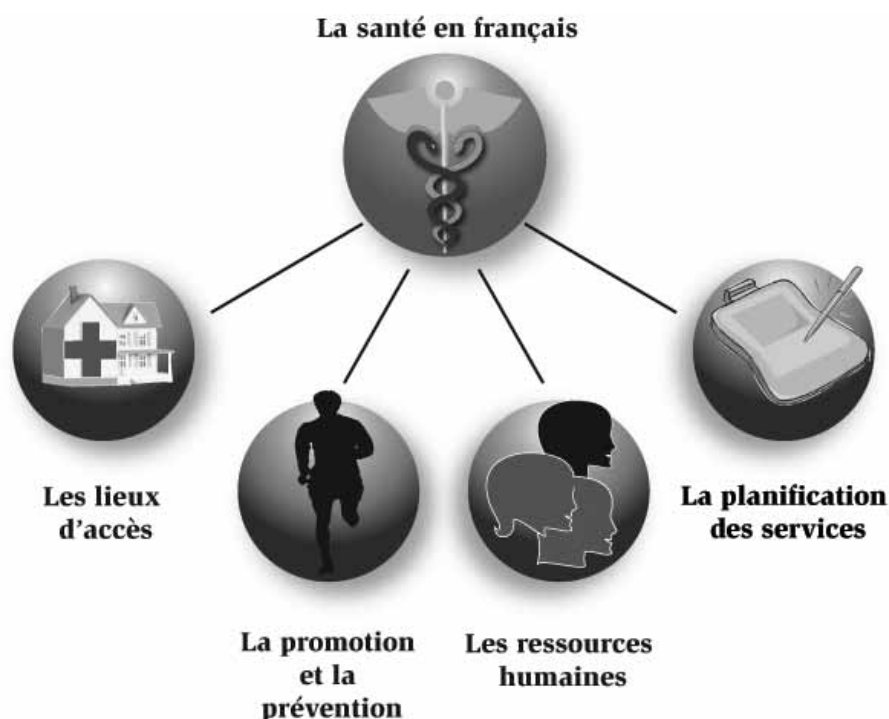 La santé en français
Les lieux
d'accès
La promotion
et la
prévention
Les ressources
humaines
La planification
des services